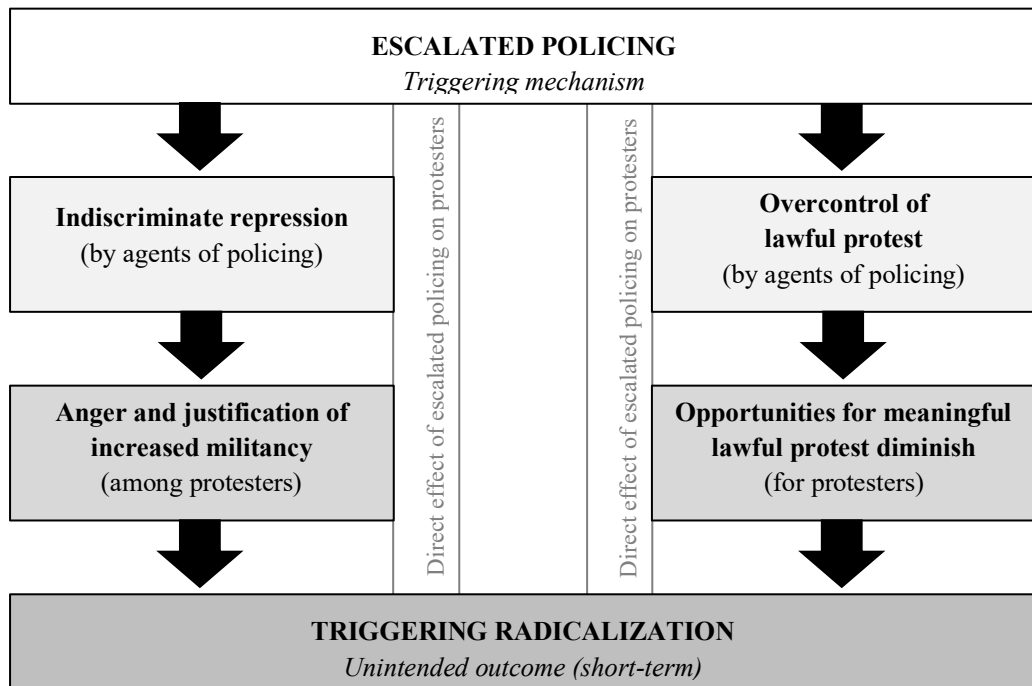 ESCALATED POLICING
Triggering mechanism
Indiscriminate repression
(by agents of policing)
Anger and justification of
increased militancy
(among protesters)
Direct effect of escalated policing on protesters
Direct effect of escalated policing on protesters
Overcontrol of
lawful protest
(by agents of policing)
Opportunities for meaningful
lawful protest diminish
(for protesters)
TRIGGERING RADICALIZATION
Unintended outcome (short-term)